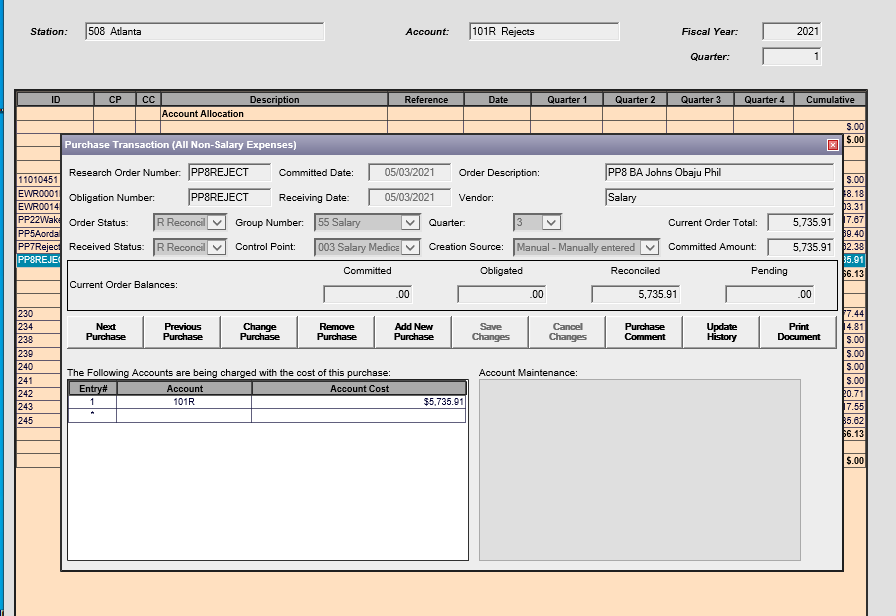 Station: 508 Atlanta Account: 101R Rejects Fiscal Year: 2021
Quarter: 1
ID CP CC Description Reference Date Quarter 1 Quarter 2 Quarter 3 Quarter 4 Cumulative
Account Allocation
$.00
Purchase Transaction (All Non-Salary Expenses) $.00
Research Order Number: PP8REJECT Committed Date: 05/03/2021 Order Description: PP8 BA Johns Obaju Phil
11010451 $.00
Obligation Number: PP8REJECT Receiving Date: 05/03/2021 Vendor: Salary
EWR0001 38.18
EWR0014 03.31
Order Status: R Reconcil Group Number: 55 Salary Quarter: 3 Current Order Total: 5,735.91
PP22Wake 17.67
PP5Aorda 39.40
Received Status: R Reconcil Control Point: 003 Salary Medica Creation Source: Manual - Manually entered Committed Amount: 5,735.91
PP7Reject 52.38
PP8REJE 35.91
Committed Obligated Reconciled Pending
56.13
Current Order Balances:
.00 .00 5,735.91 .00
230 77.44
234 14.81
Next Purchase Previous Purchase Change Purchase Remove Purchase Add New Purchase Save Changes Cancel Changes Purchase Comment Update History Print Document
238 $.00
239 $.00
240 $.00
The Following Accounts are being charged with the cost of this purchase: Account Maintenance:
241 $.00
Entry# Account Account Cost
242 20.71
1 101R $5,735.91
243 17.55
*
245 35.62
56.13
$.00